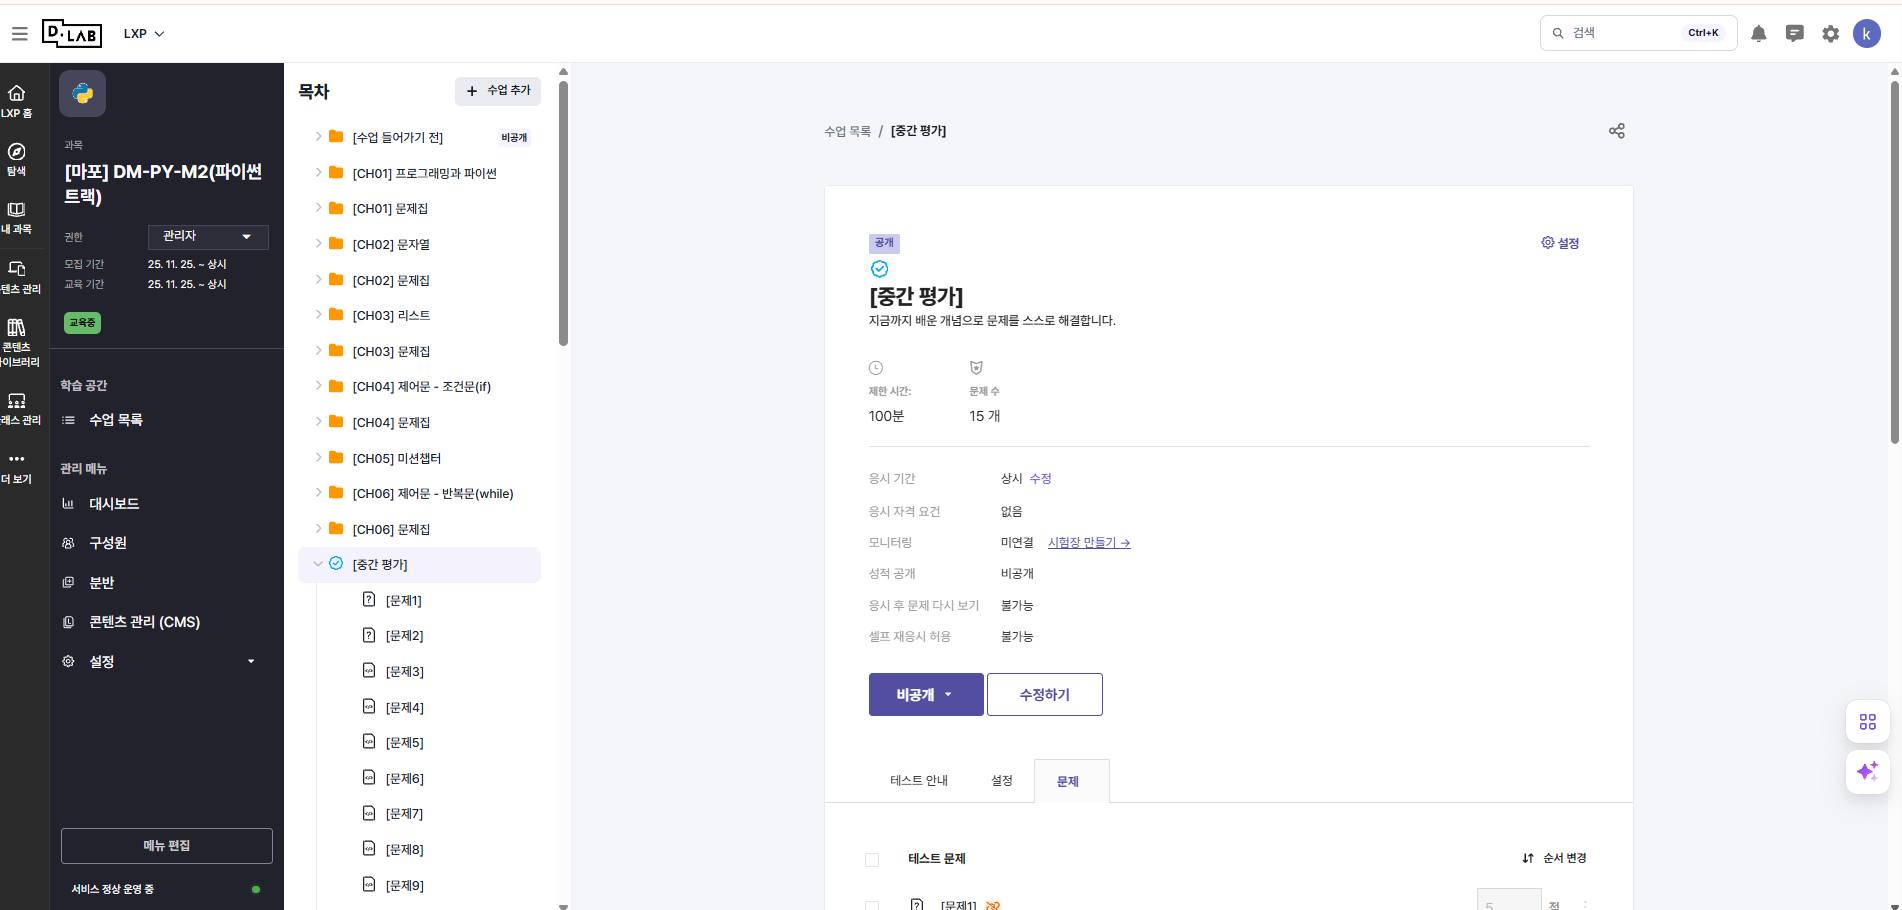 D.LAB
LXP
검색
Ctrl+K
k
LXP 홈
탐색
내 과목
텐츠 관리
콘텐츠
이브러리
래스 관리
더 보기
과목
[마포] DM-PY-M2(파이썬
트랙)
권한
관리자
모집 기간
25. 11. 25. ~ 상시
교육 기간
25. 11. 25. ~ 상시
교육중
학습 공간
수업 목록
관리 메뉴
대시보드
구성원
분반
콘텐츠 관리 (CMS)
설정
메뉴 편집
서비스 정상 운영 중
목차
+ 수업 추가
[수업 들어가기 전]
비공개
[CH01] 프로그래밍과 파이썬
[CH01] 문제집
[CH02] 문자열
[CH02] 문제집
[CH03] 리스트
[CH03] 문제집
[CH04] 제어문 - 조건문(if)
[CH04] 문제집
[CH05] 미션챕터
[CH06] 제어문 - 반복문(while)
[CH06] 문제집
[중간 평가]
[문제1]
[문제2]
[문제3]
[문제4]
[문제5]
[문제6]
[문제7]
[문제8]
[문제9]
수업 목록 / [중간 평가]
공개
설정
[중간 평가]
지금까지 배운 개념으로 문제를 스스로 해결합니다.
제한 시간:
문제 수
100분
15 개
응시 기간
상시 수정
응시 자격 요건
없음
모니터링
미연결 시험장 만들기 →
성적 공개
비공개
응시 후 문제 다시 보기
불가능
셀프 재응시 허용
불가능
비공개
수정하기
테스트 안내
설정
문제
테스트 문제
순서 변경
[문제1]
5
점